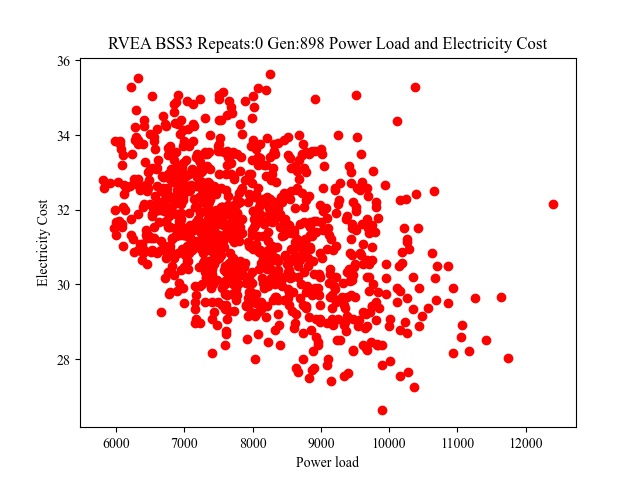 RVEA BSS3 Repeats:0 Gen:898 Power Load and Electricity Cost
36
34
32
30
28
Electricity Cost
6000 7000 8000 9000 10000 11000 12000
Power load